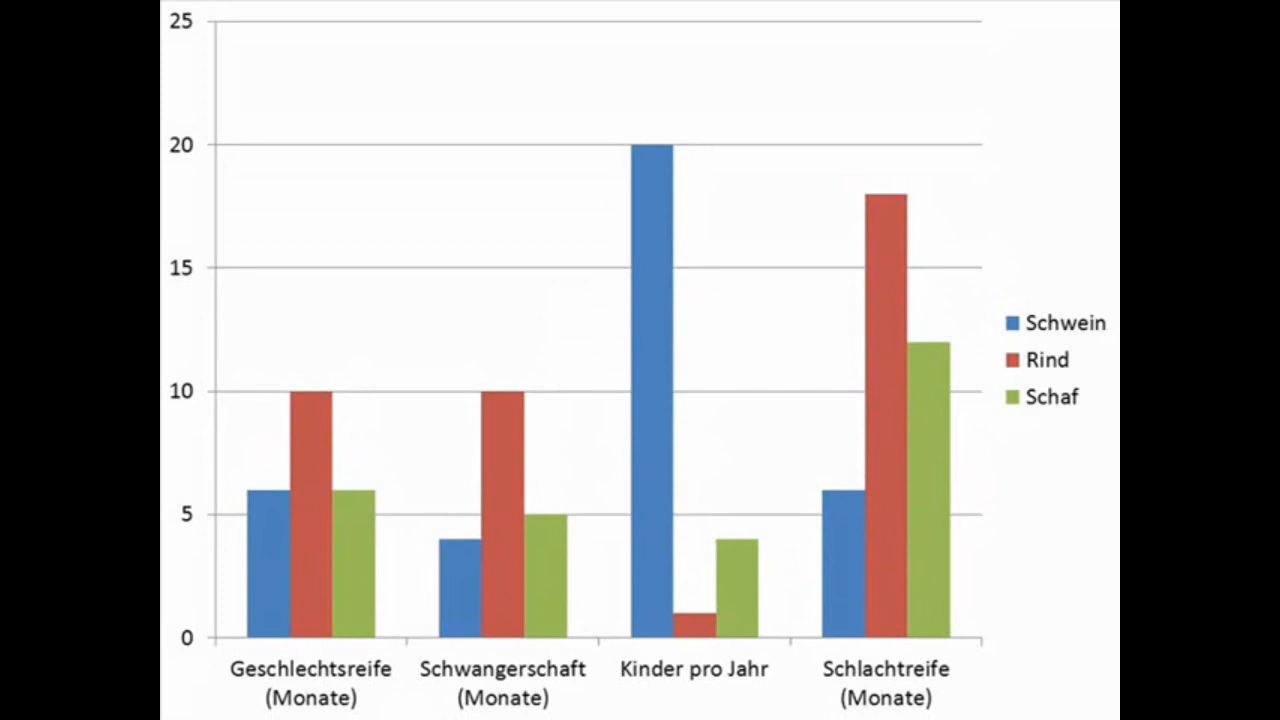 25
20
15
10
5
0
Geschlechtsreife
(Monate)
Schwangerschaft
(Monate)
Kinder pro Jahr
Schlachtreife
(Monate)
Schwein
Rind
Schaf